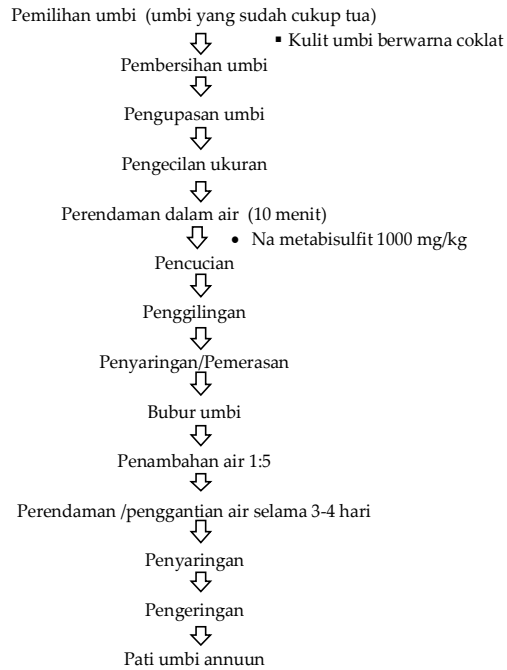 Pemilihan umbi (umbi yang sudah cukup tua)
▪ Kulit umbi berwarna coklat
Pembersihan umbi
Pengupasan umbi
Pengecilan ukuran
Perendaman dalam air (10 menit)
• Na metabisulfit 1000 mg/kg
Pencucian
Penggilingan
Penyaringan/Pemerasan
Bubur umbi
Penambahan air 1:5
Perendaman /penggantian air selama 3-4 hari
Penyaringan
Pengeringan
Pati umbi annuun